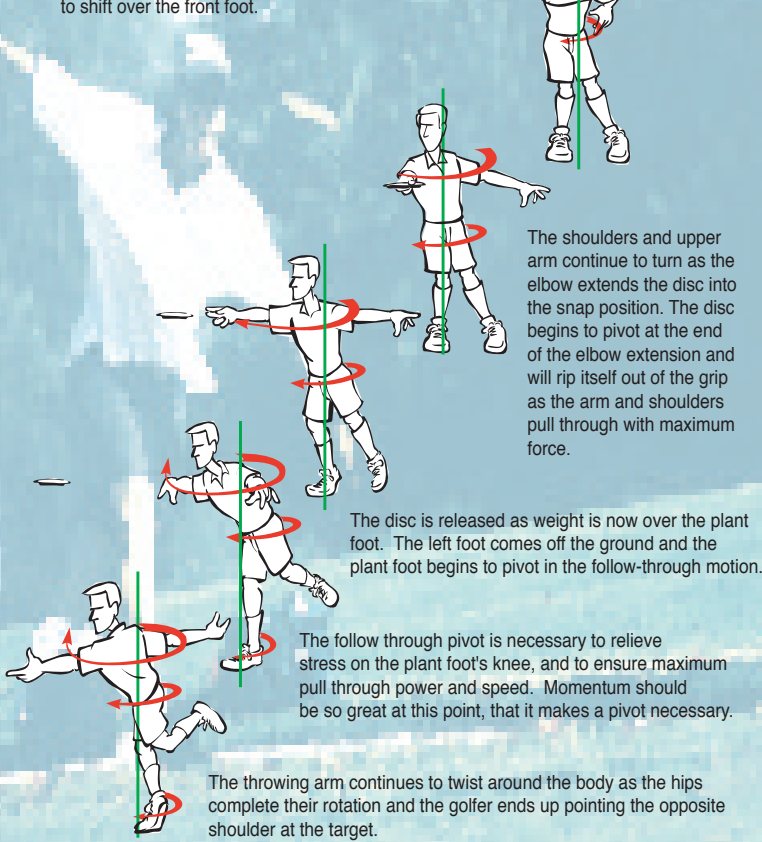 to shift over the front foot.
The shoulders and upper
arm continue to turn as the
elbow extends the disc into
the snap position. The disc
begins to pivot at the end
of the elbow extension and
will rip itself out of the grip
as the arm and shoulders
pull through with maximum
force.
The disc is released as weight is now over the plant
foot.  The left foot comes off the ground and the
plant foot begins to pivot in the follow-through motion.
The follow through pivot is necessary to relieve
stress on the plant foot's knee, and to ensure maximum
pull through power and speed.  Momentum should
be so great at this point, that it makes a pivot necessary.
The throwing arm continues to twist around the body as the hips
complete their rotation and the golfer ends up pointing the opposite
shoulder at the target.